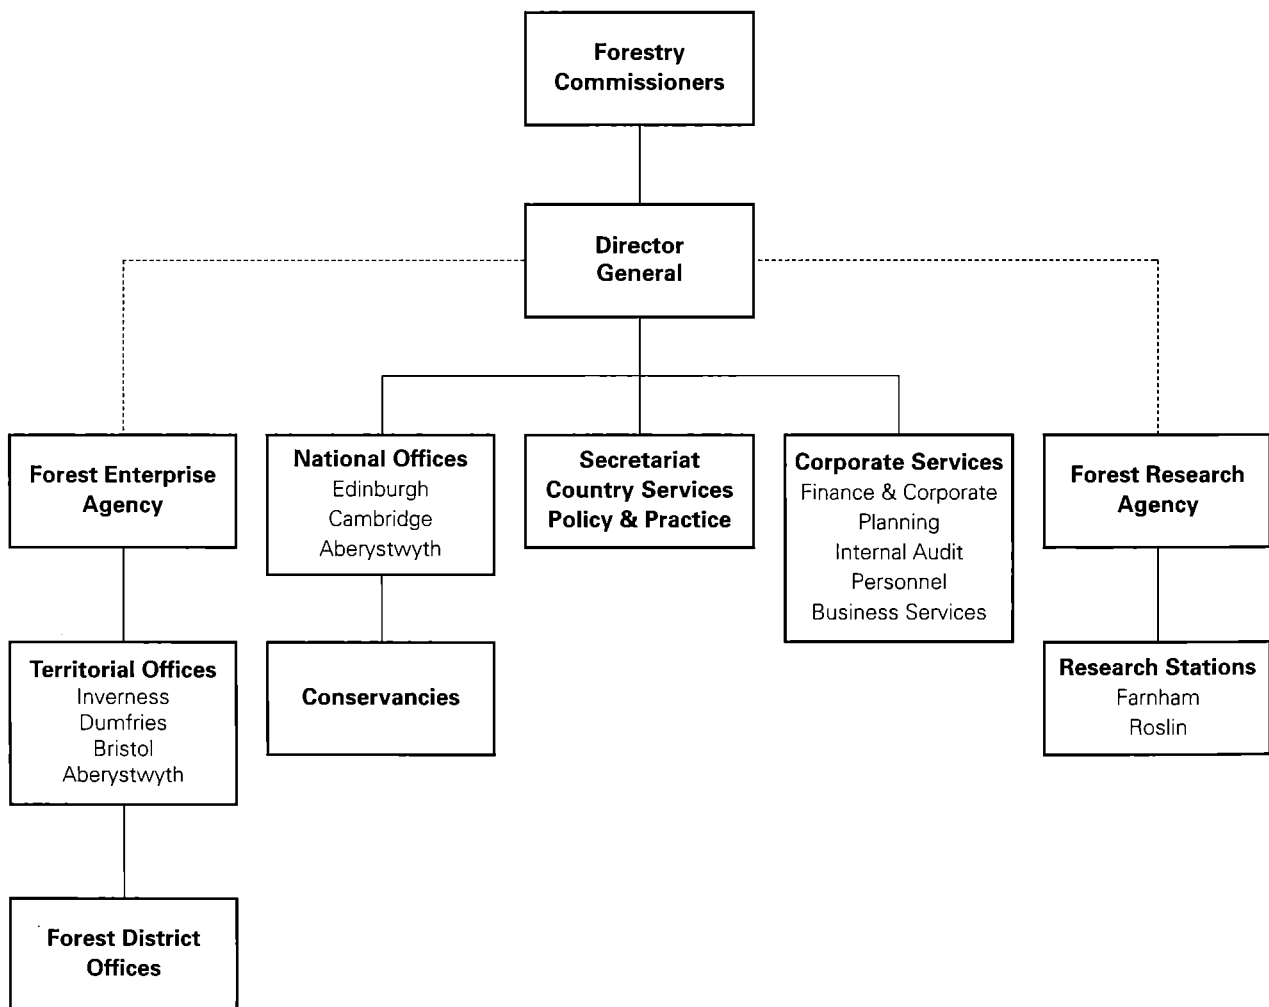 Forestry
Commissioners
Director
General
Forest Enterprise
Agency
National Offices
Edinburgh
Cambridge
Aberystwyth
Secretariat
Country Services
Policy & Practice
Corporate Services
Finance & Corporate
Planning
Internal Audit
Personnel
Business Services
Forest Research
Agency
Territorial Offices
Inverness
Dumfries
Bristol
Aberystwyth
Conservancies
Research Stations
Farnham
Roslin
Forest District
Offices